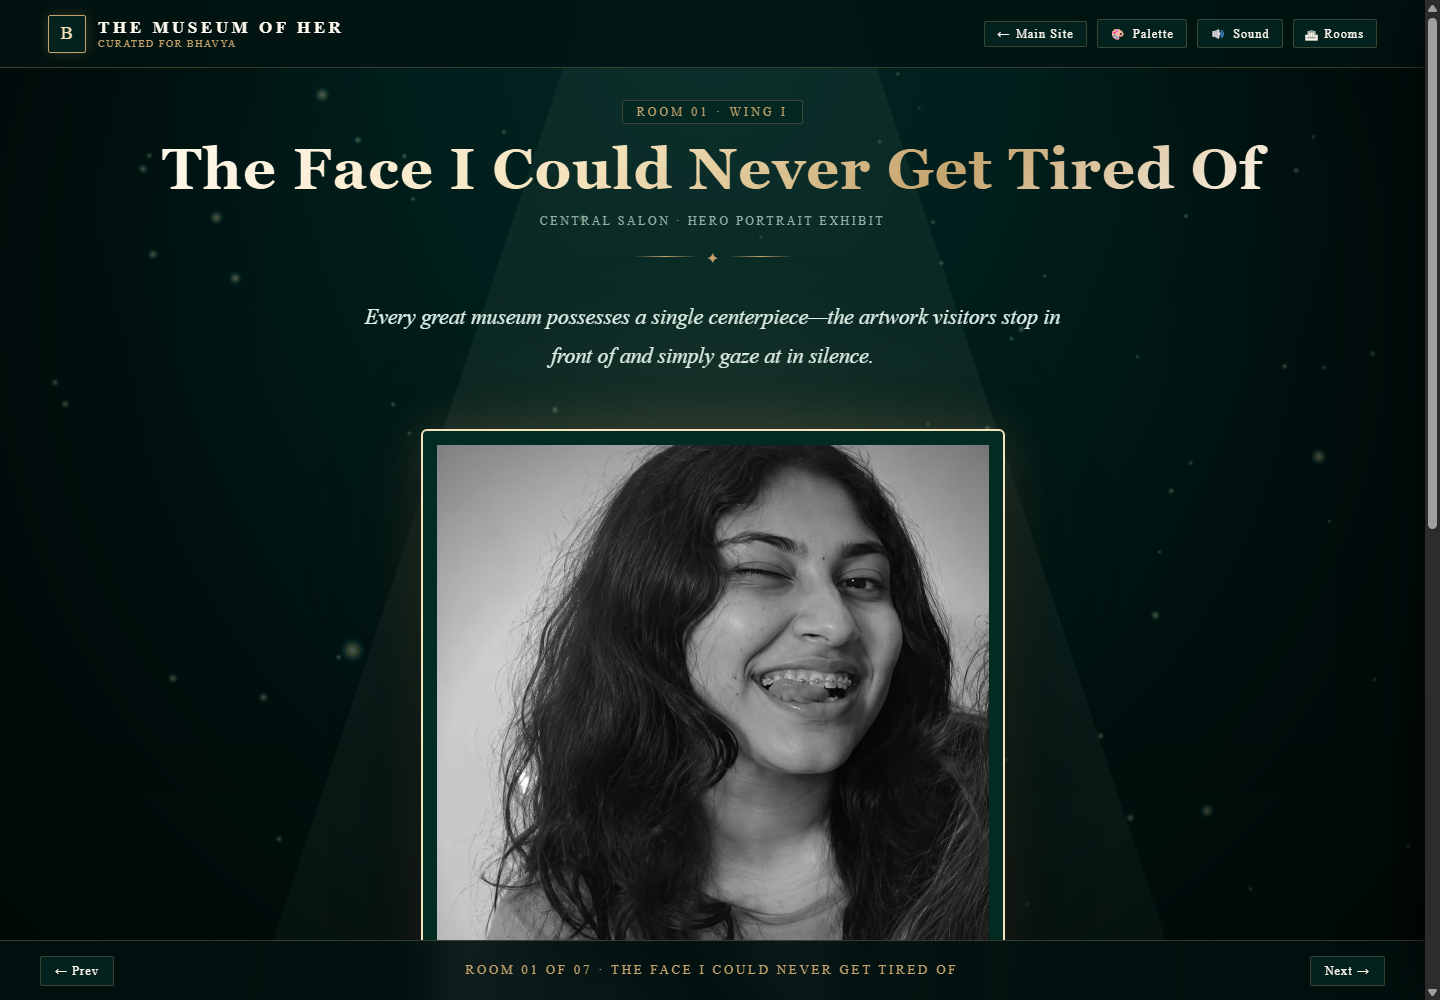 B
THE MUSEUM OF HER
CURATED FOR BHAVYA
← Main Site
Palette
Sound
Rooms
ROOM 01 · WING I
The Face I Could Never Get Tired Of
CENTRAL SALON · HERO PORTRAIT EXHIBIT
Every great museum possesses a single centerpiece—the artwork visitors stop in
front of and simply gaze at in silence.
← Prev
ROOM 01 OF 07 · THE FACE I COULD NEVER GET TIRED OF
Next →